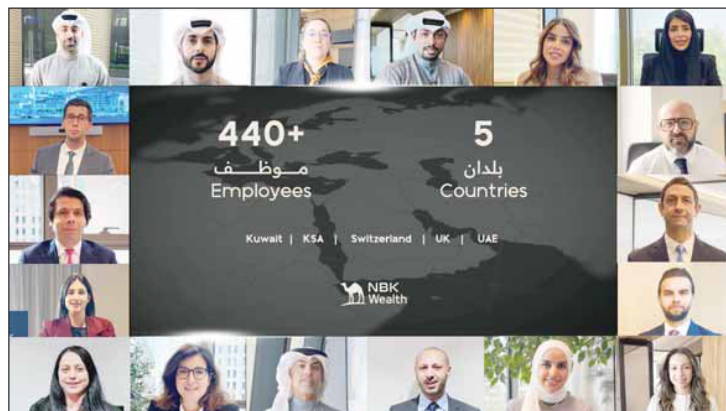 440+
موظف
Employees
5
بلدان
Countries
Kuwait | KSA | Switzerland | UK | UAE
NBK
Wealth